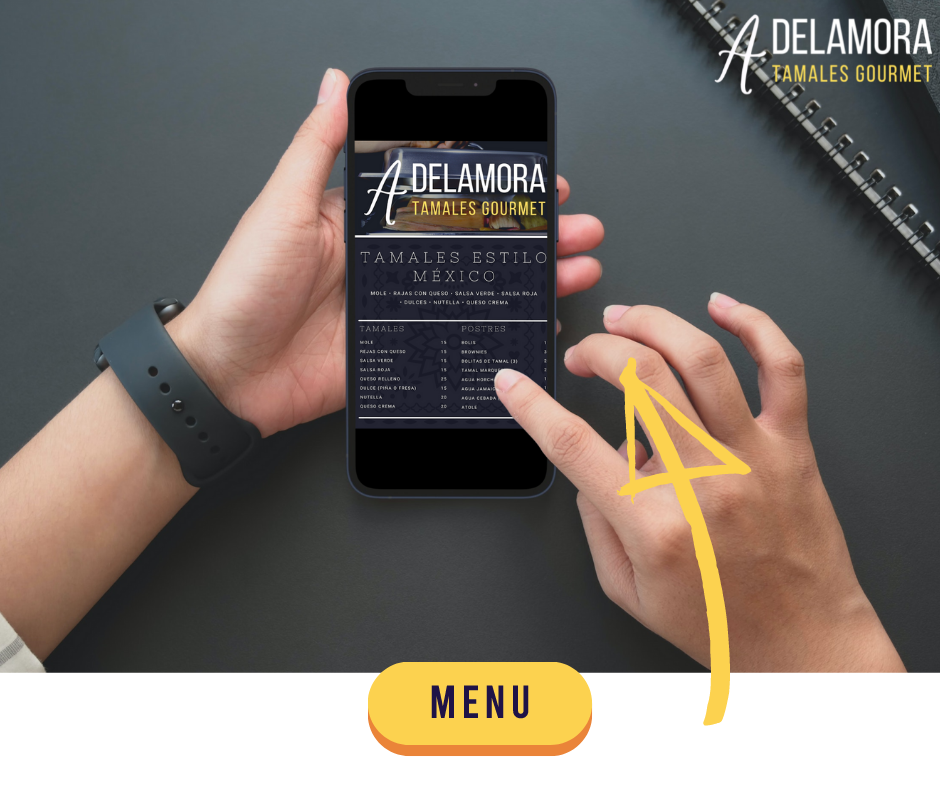 A DELAMORA
TAMALES GOURMET
A DELAMORA
TAMALES GOURMET
TAMALES ESTILO
MÉXICO
MOLE • RAJAS CON QUESO • SALSA VERDE • SALSA ROJA
• DULCES • NUTELLA • QUESO CREMA
TAMALES POSTRES
MOLE 15 BOLIS 1
RAJAS CON QUESO 15 BROWNIES
SALSA VERDE 15 BOLITAS DE TAMAL (3)
SALSA ROJA 15 TAMAL
QUESO RELLENO 25 AGUA
DULCE (PIÑA O FRESA) 15 AGUA
NUTELLA 20 AGUA CEBADA
QUESO CREMA 20 ATOLE
MENU